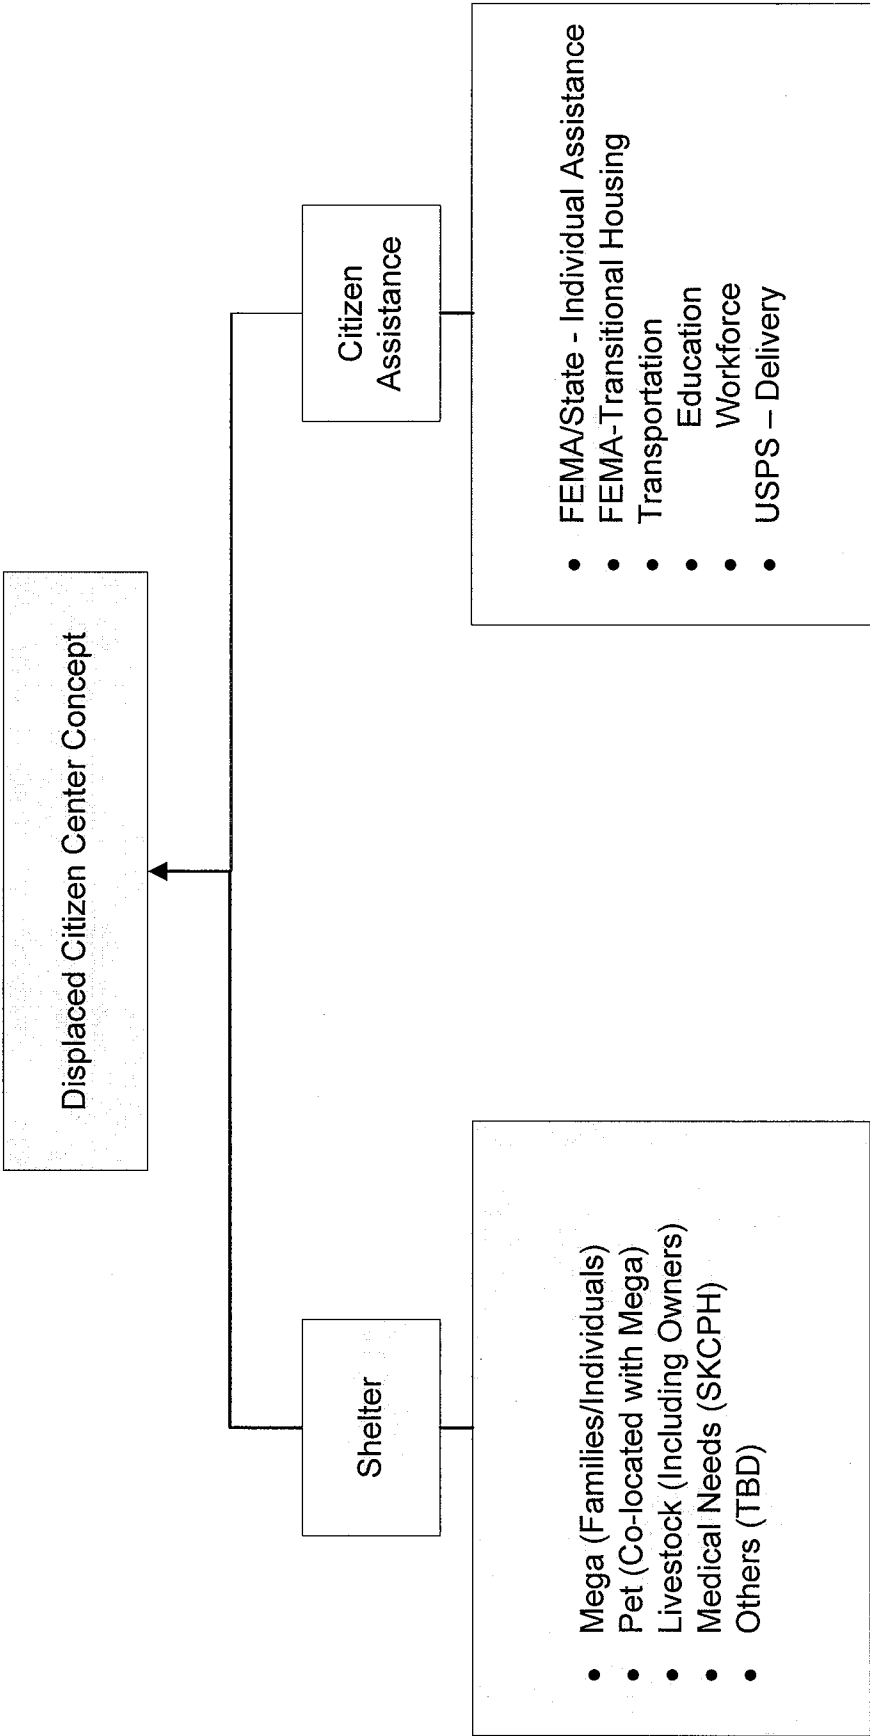 Displaced Citizen Center Concept
Shelter
• Mega (Families/Individuals)
• Pet (Co-located with Mega)
• Livestock (Including Owners)
• Medical Needs (SKCPH)
• Others (TBD)
Citizen
Assistance
• FEMA/State - Individual Assistance
• FEMA-Transitional Housing
• Transportation
• Education
• Workforce
• USPS – Delivery